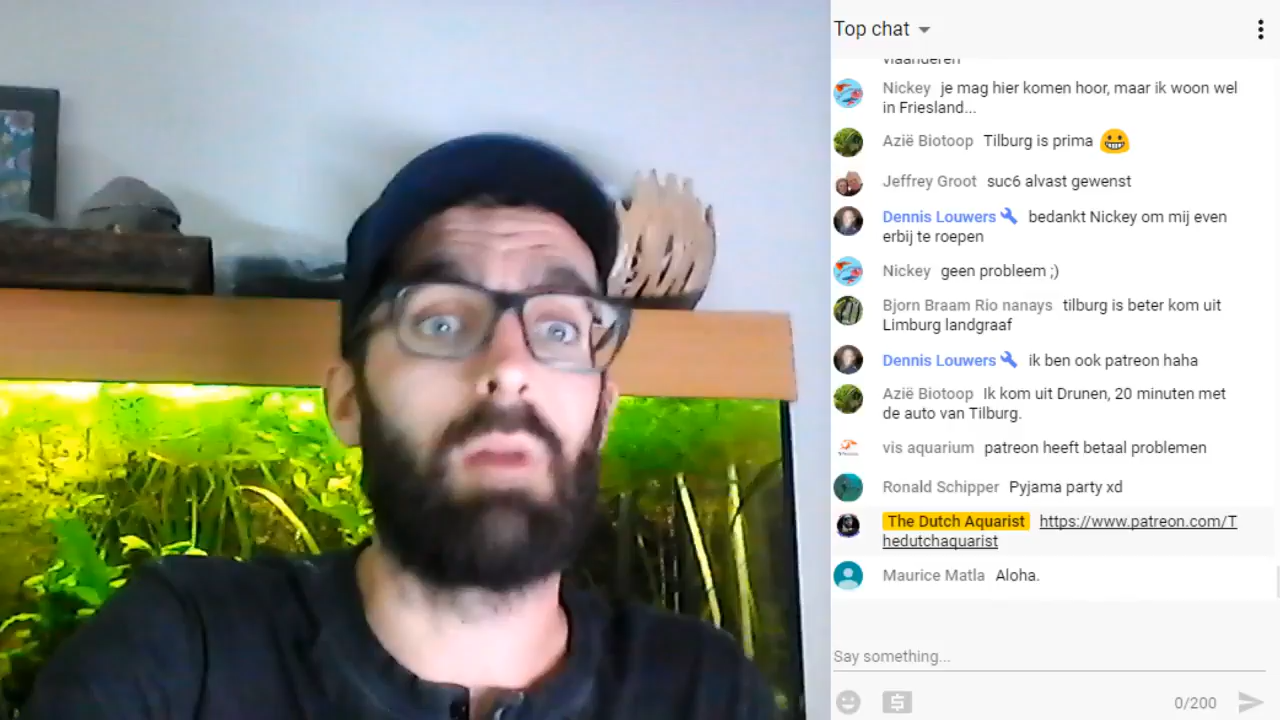 Top chat
vlaanderen
Nickey je mag hier komen hoor, maar ik woon wel
in Friesland...
Azië Biotoop Tilburg is prima 😀
Jeffrey Groot suc6 alvast gewenst
Dennis Louwers bedankt Nickey om mij even
erbij te roepen
Nickey geen probleem ;)
Bjorn Braam Rio nanays tilburg is beter kom uit
Limburg landgraaf
Dennis Louwers ik ben ook patreon haha
Azië Biotoop Ik kom uit Drunen, 20 minuten met
de auto van Tilburg.
vis aquarium patreon heeft betaal problemen
Ronald Schipper Pyjama party xd
The Dutch Aquarist https://www.patreon.com/T
hedutchaquarist
Maurice Matla Aloha.
Say something...
0/200